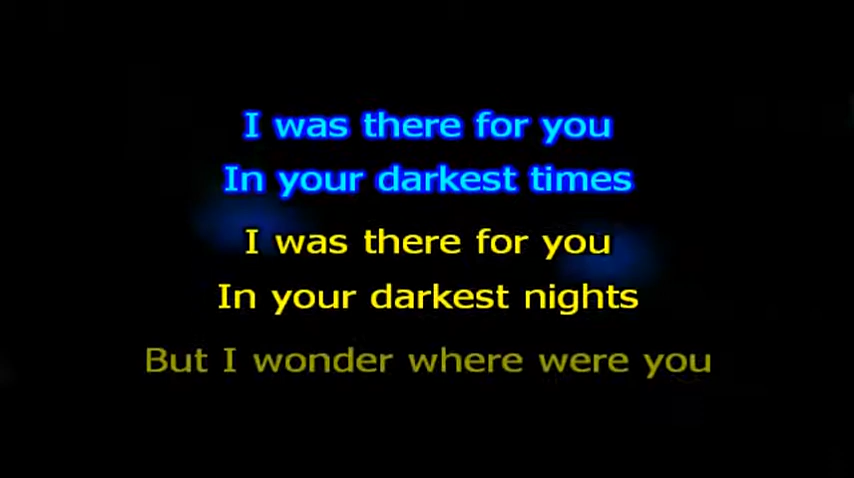 I was there for you
In your darkest times
I was there for you
In your darkest nights
But I wonder where were you